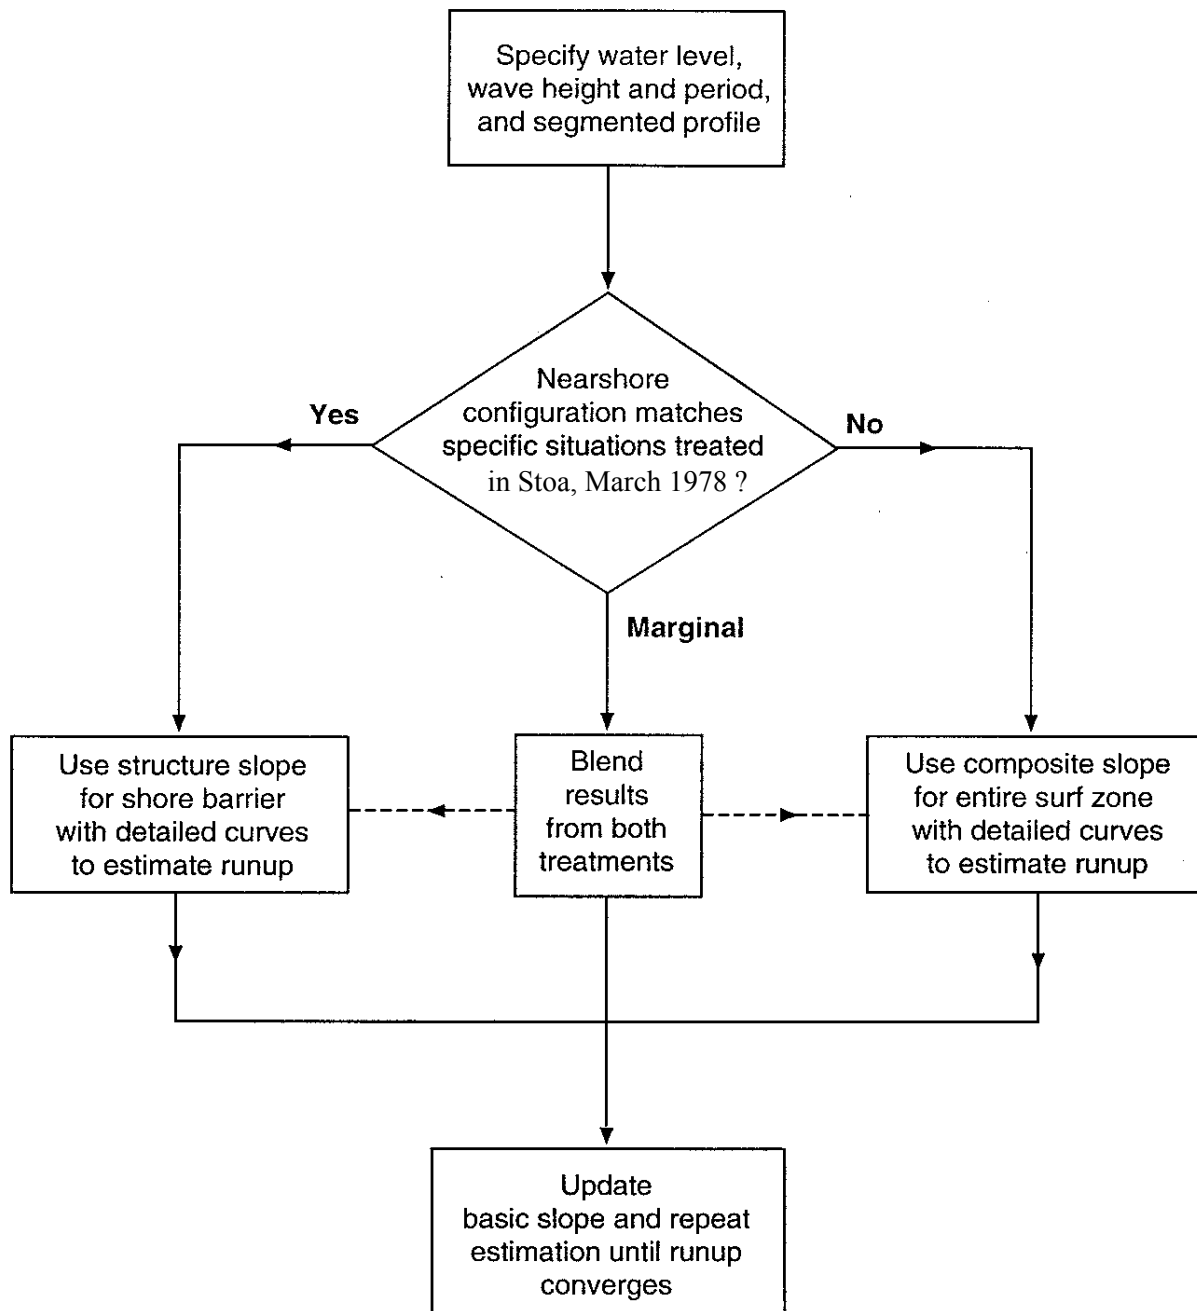 Specify water level,
wave height and period,
and segmented profile
Nearshore
configuration matches
specific situations treated
in Stoa, March 1978 ?
Yes
No
Marginal
Use structure slope
for shore barrier
with detailed curves
to estimate runup
Blend
results
from both
treatments
Use composite slope
for entire surf zone
with detailed curves
to estimate runup
Update
basic slope and repeat
estimation until runup
converges